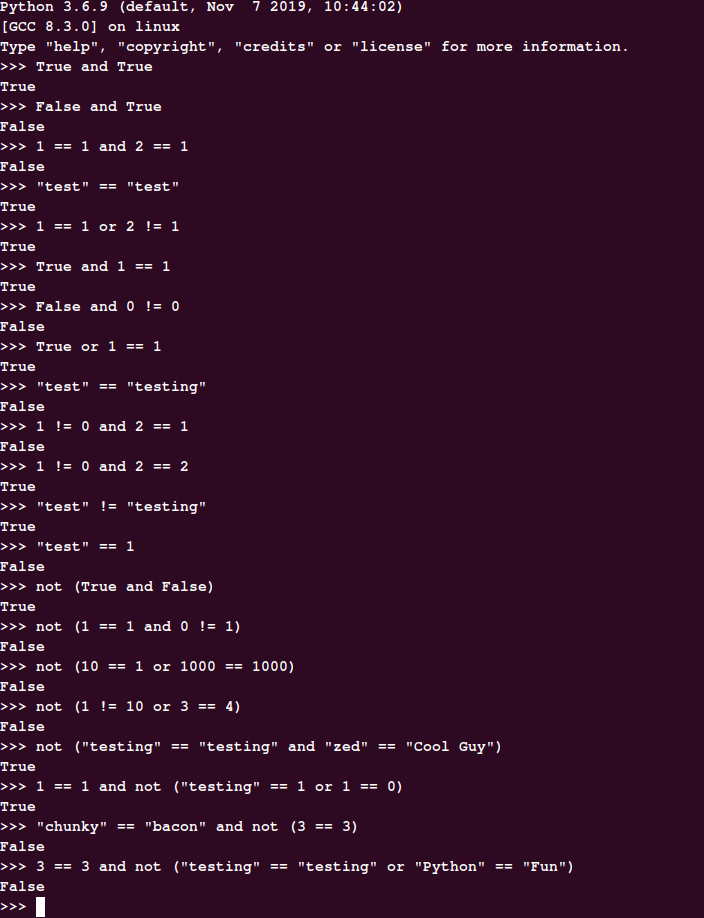 Python 3.6.9 (default, Nov  7 2019, 10:44:02)
[GCC 8.3.0] on linux
Type "help", "copyright", "credits" or "license" for more information.
>>> True and True
True
>>> False and True
False
>>> 1 == 1 and 2 == 1
False
>>> "test" == "test"
True
>>> 1 == 1 or 2 != 1
True
>>> True and 1 == 1
True
>>> False and 0 != 0
False
>>> True or 1 == 1
True
>>> "test" == "testing"
False
>>> 1 != 0 and 2 == 1
False
>>> 1 != 0 and 2 == 2
True
>>> "test" != "testing"
True
>>> "test" == 1
False
>>> not (True and False)
True
>>> not (1 == 1 and 0 != 1)
False
>>> not (10 == 1 or 1000 == 1000)
False
>>> not (1 != 10 or 3 == 4)
False
>>> not ("testing" == "testing" and "zed" == "Cool Guy")
True
>>> 1 == 1 and not ("testing" == 1 or 1 == 0)
True
>>> "chunky" == "bacon" and not (3 == 3)
False
>>> 3 == 3 and not ("testing" == "testing" or "Python" == "Fun")
False
>>>